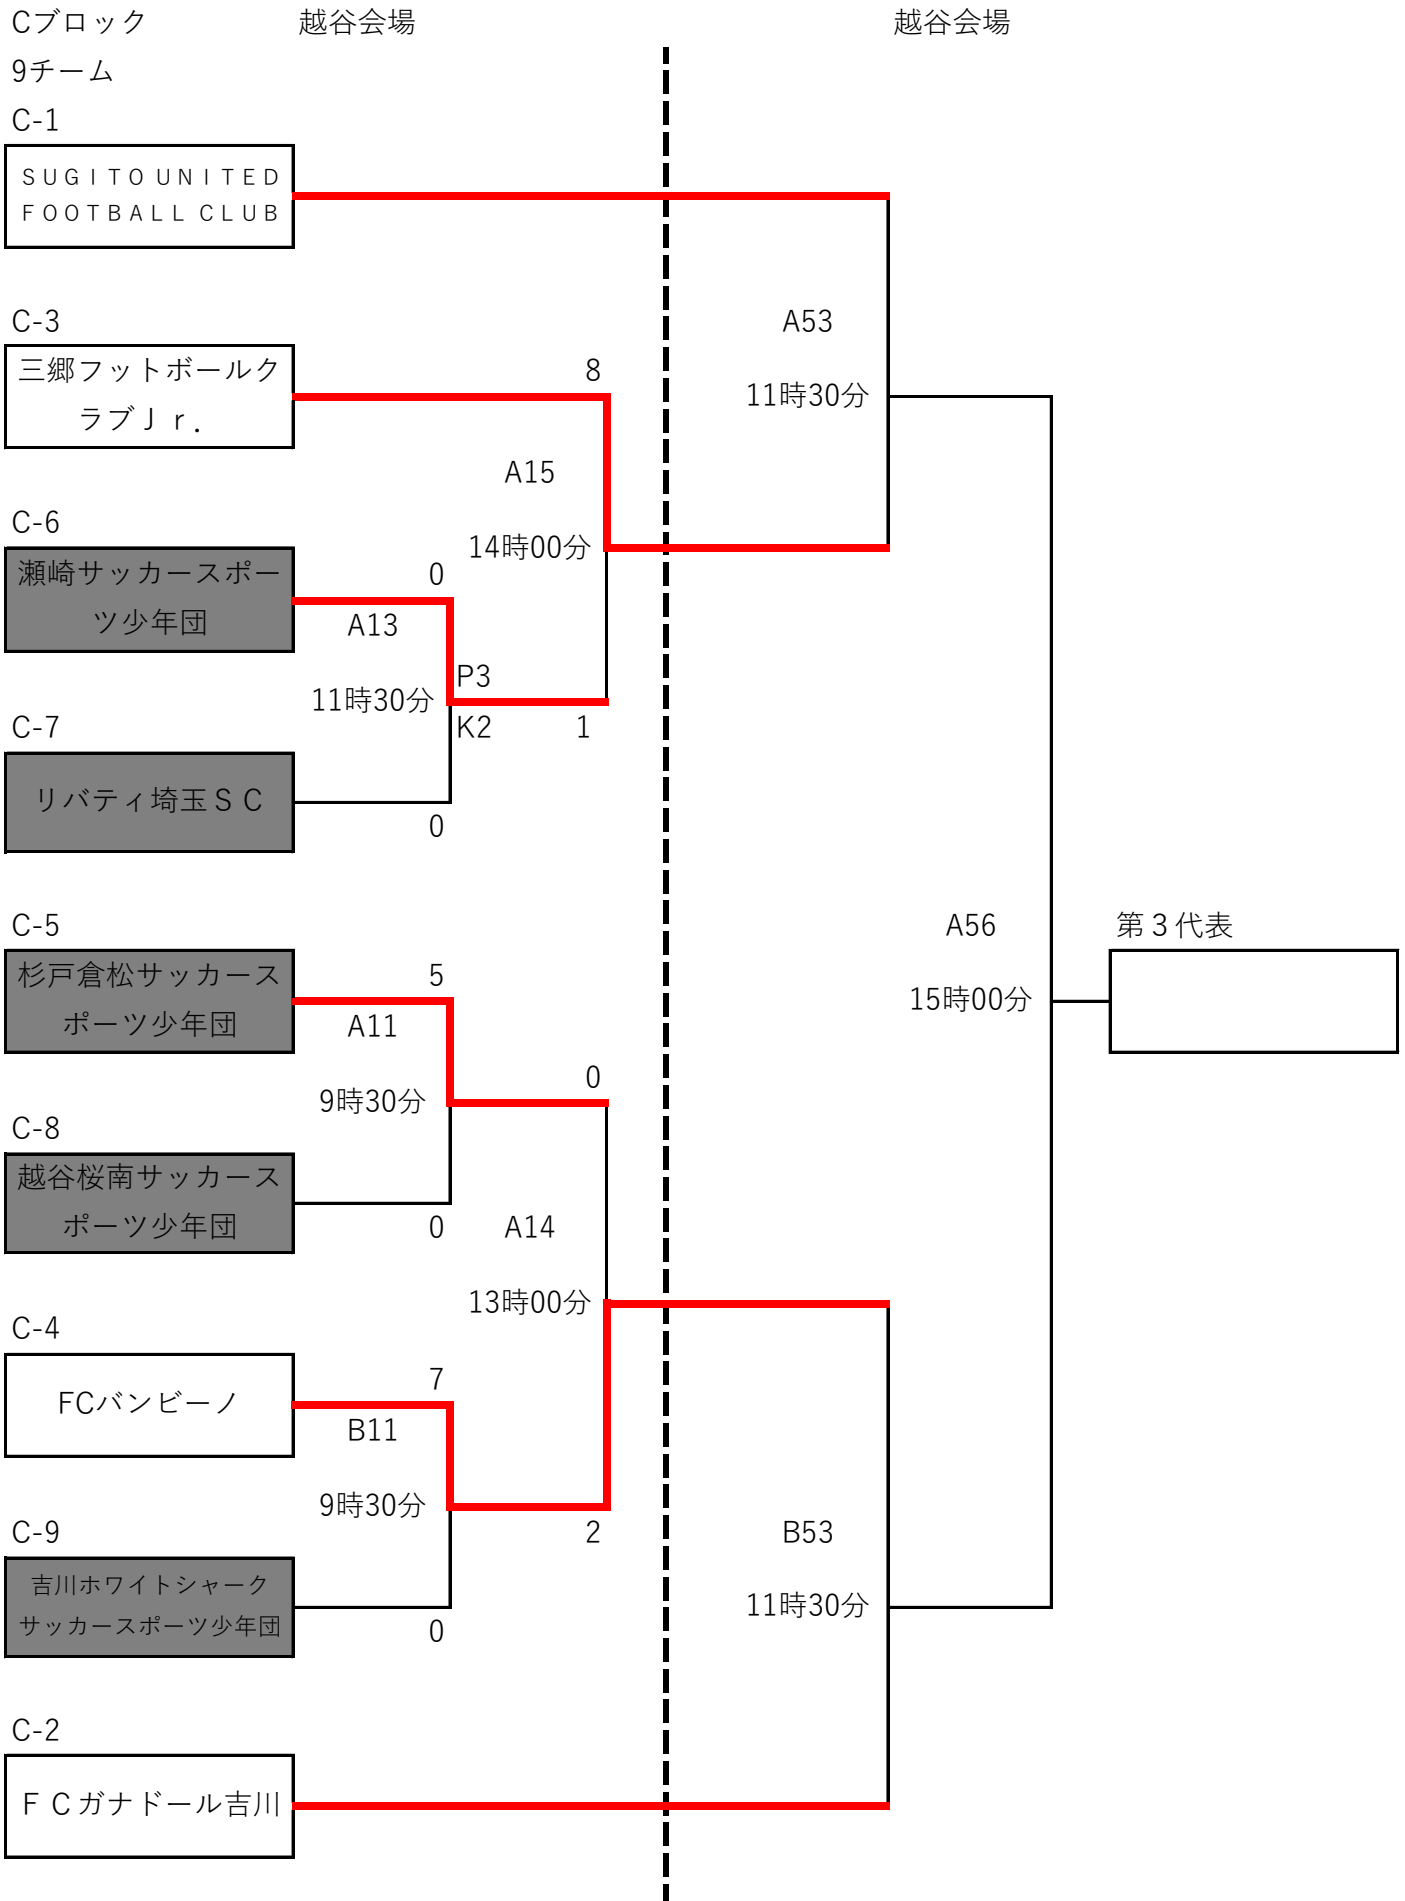 Cブロック
越谷会場
越谷会場
9チーム
C-1
ＳＵＧＩＴＯ ＵＮＩＴＥＤ
ＦＯＯＴＢＡＬＬ ＣＬＵＢ
C-3
三郷フットボールク
ラブＪｒ．
8
A53
11時30分
A15
14時00分
C-6
瀬崎サッカースポー
ツ少年団
0
A13
11時30分
P3
K2
1
C-7
リバティ埼玉ＳＣ
0
C-5
杉戸倉松サッカース
ポーツ少年団
5
A11
9時30分
0
A56
15時00分
第３代表
C-8
越谷桜南サッカース
ポーツ少年団
0
A14
13時00分
C-4
FCバンビーノ
7
B11
9時30分
2
C-9
吉川ホワイトシャーク
サッカースポーツ少年団
0
B53
11時30分
C-2
ＦＣガナドール吉川